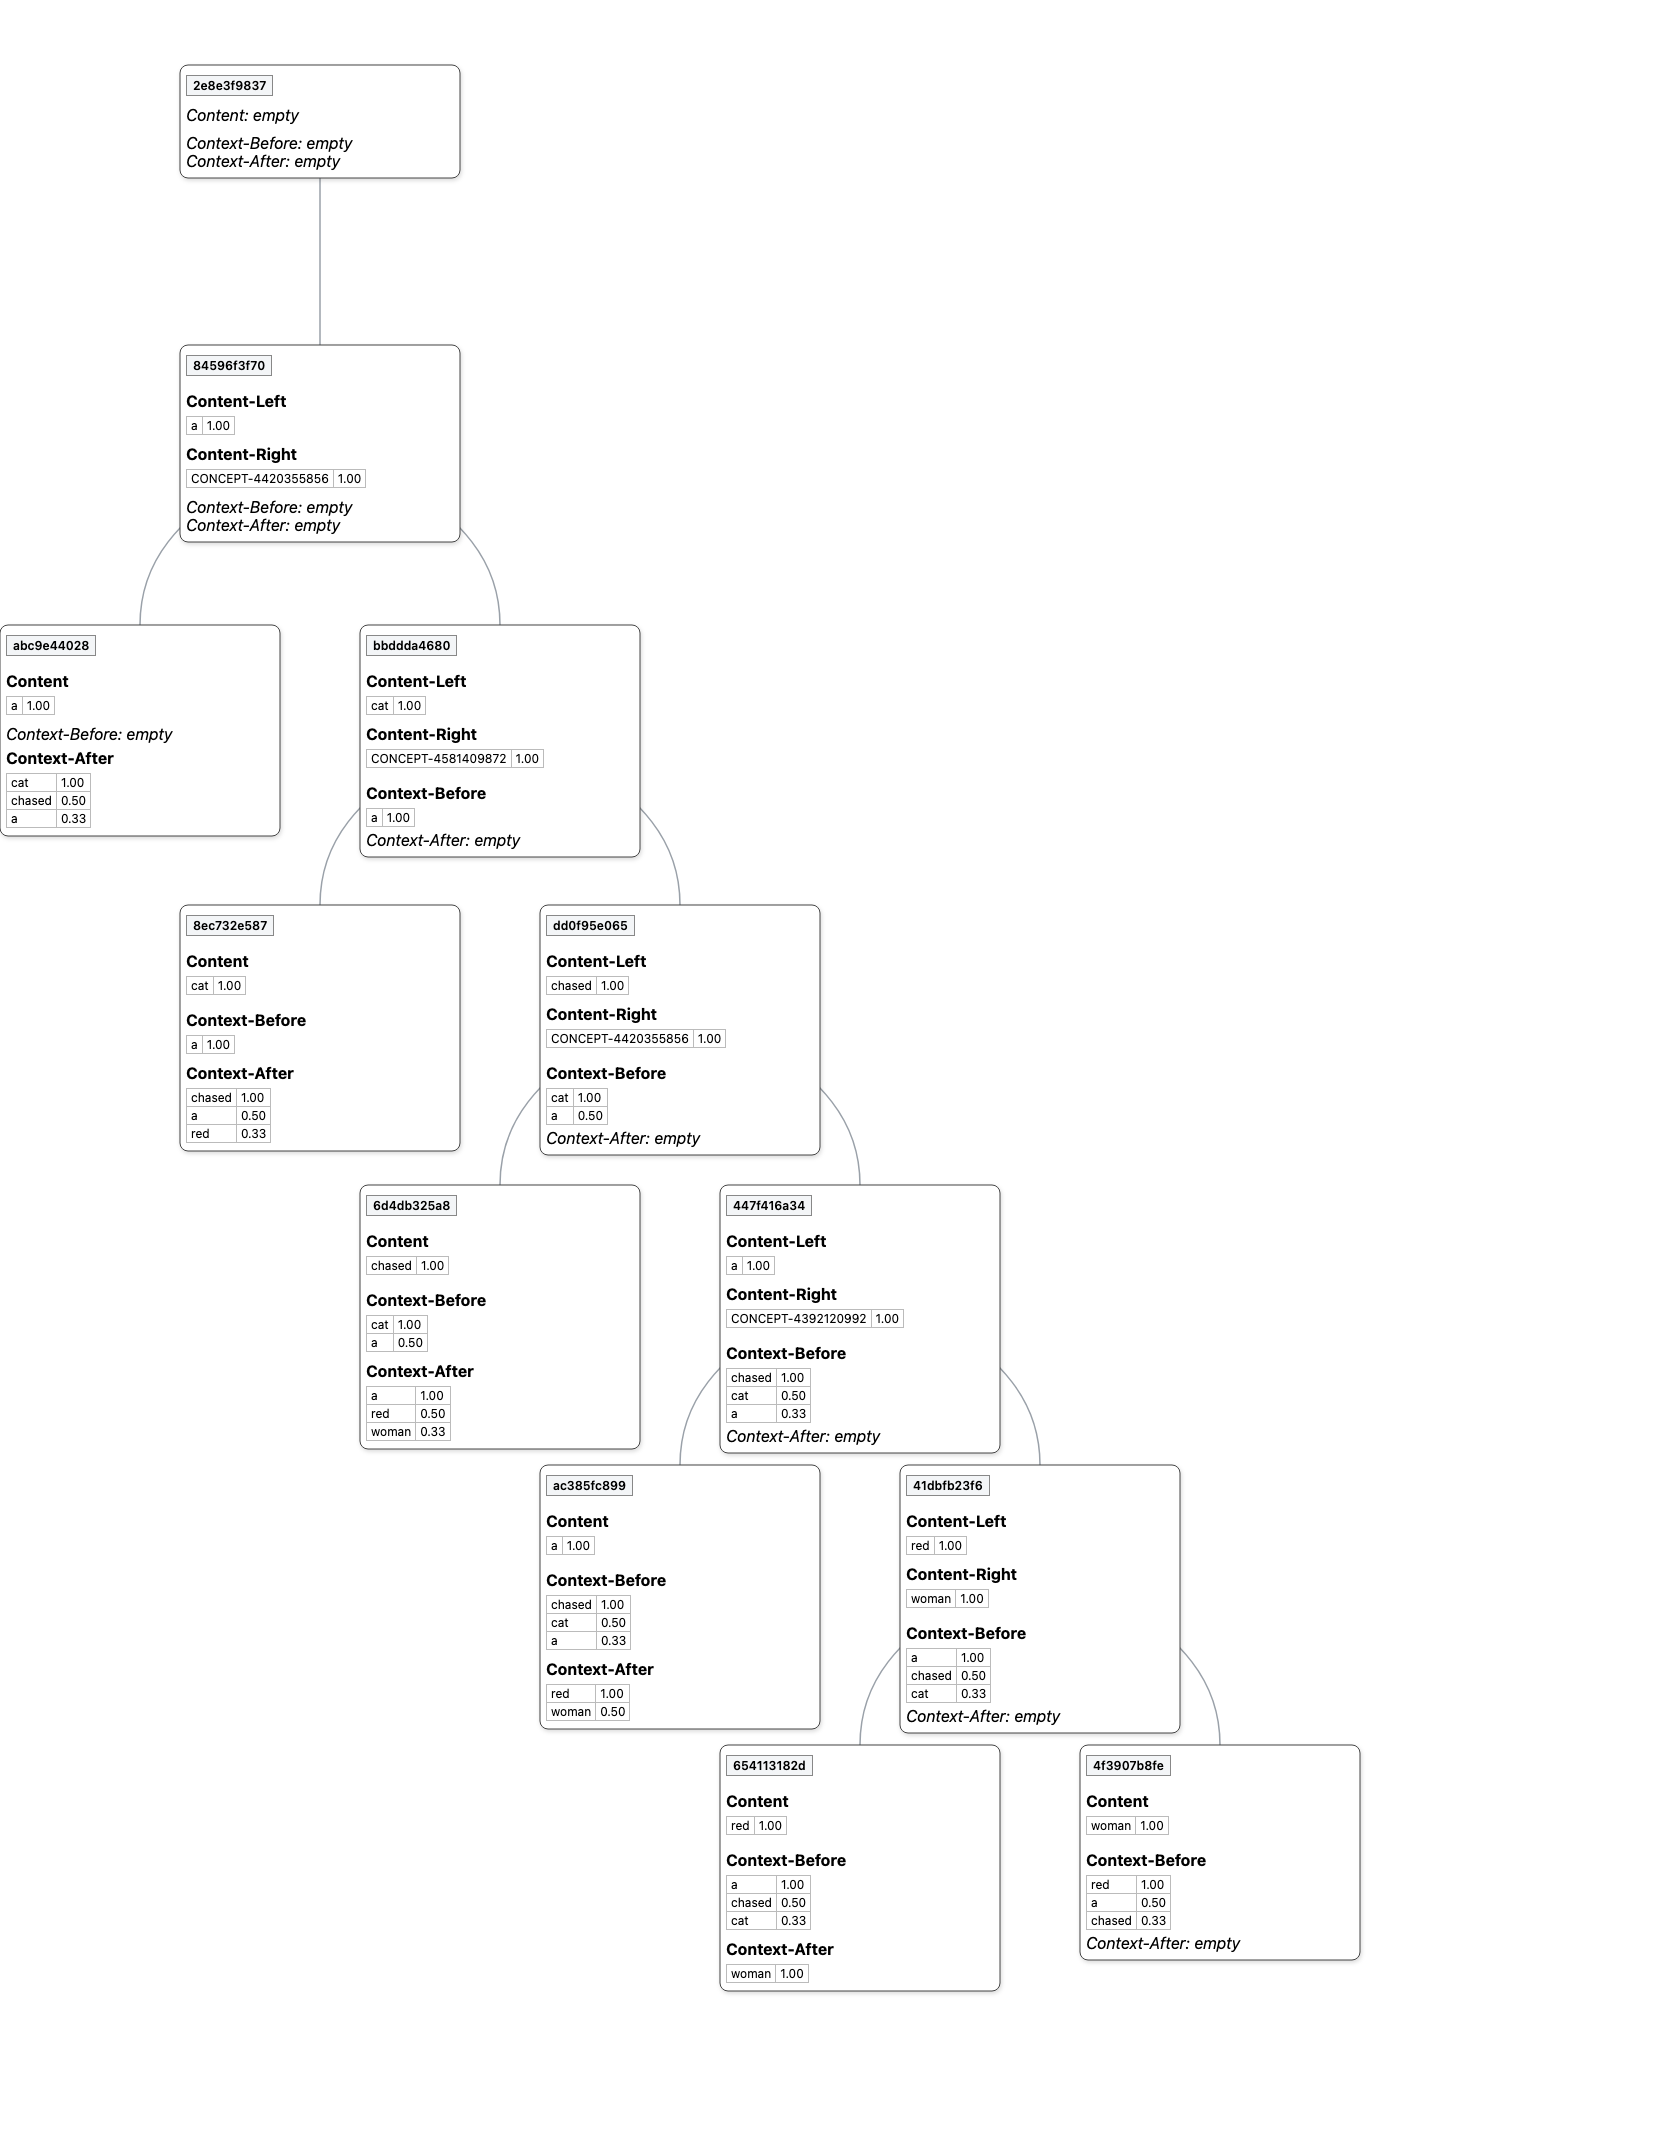 2e8e3f9837
Content: empty
Context-Before: empty
Context-After: empty
84596f3f70
Content-Left
a 1.00
Content-Right
CONCEPT-4420355856 1.00
Context-Before: empty
Context-After: empty
abc9e44028
Content
a 1.00
Context-Before: empty
Context-After
cat 1.00
chased 0.50
a 0.33
bbddda4680
Content-Left
cat 1.00
Content-Right
CONCEPT-4581409872 1.00
Context-Before
a 1.00
Context-After: empty
8ec732e587
Content
cat 1.00
Context-Before
a 1.00
Context-After
chased 1.00
a 0.50
red 0.33
dd0f95e065
Content-Left
chased 1.00
Content-Right
CONCEPT-4420355856 1.00
Context-Before
cat 1.00
a 0.50
Context-After: empty
6d4db325a8
Content
chased 1.00
Context-Before
cat 1.00
a 0.50
Context-After
a 1.00
red 0.50
woman 0.33
447f416a34
Content-Left
a 1.00
Content-Right
CONCEPT-4392120992 1.00
Context-Before
chased 1.00
cat 0.50
a 0.33
Context-After: empty
ac385fc899
Content
a 1.00
Context-Before
chased 1.00
cat 0.50
a 0.33
Context-After
red 1.00
woman 0.50
41dbfb23f6
Content-Left
red 1.00
Content-Right
woman 1.00
Context-Before
a 1.00
chased 0.50
cat 0.33
Context-After: empty
654113182d
Content
red 1.00
Context-Before
a 1.00
chased 0.50
cat 0.33
Context-After
woman 1.00
4f3907b8fe
Content
woman 1.00
Context-Before
red 1.00
a 0.50
chased 0.33
Context-After: empty